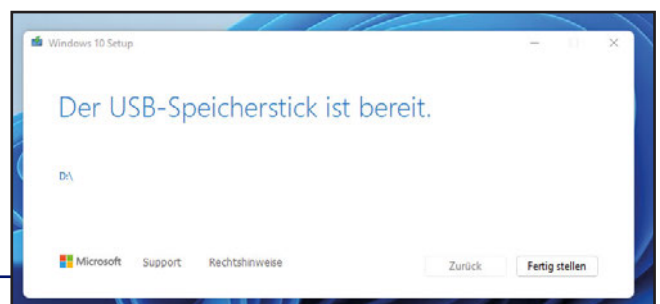 Windows 10 Setup
Der USB-Speicherstick ist bereit.
D:\
Microsoft Support Rechtshinweise Zurück Fertig stellen